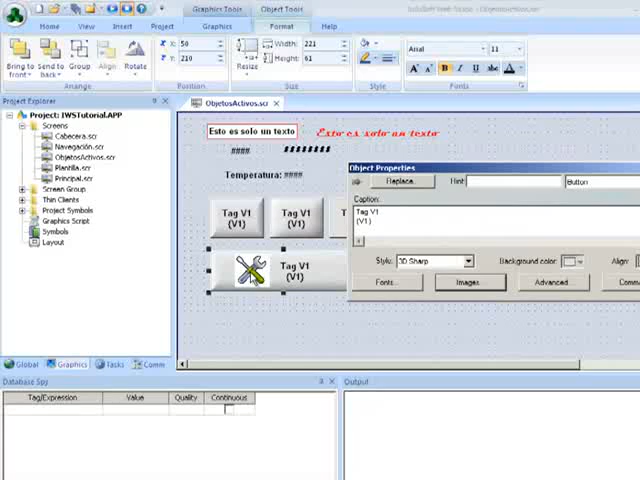 Graphics Tools
Object Tools
Home
View
Insert
Project
Graphics
Format
Help
X: 50
Y: 210
Width: 221
Height: 61
Arial
11
Bring to front
Send to back
Group
Align
Rotate
Resize
Arrange
Position
Size
Style
Fonts
Project Explorer
Project: IWSTutorial.APP
Screens
Cabecera.scr
Navegación.scr
ObjetosActivos.scr
Plantilla.scr
Principal.scr
Screen Group
Thin Clients
Project Symbols
Graphics Script
Symbols
Layout
Global
Graphics
Tasks
Comm
ObjetosActivos.scr
Esto es solo un texto
Esto es solo un texto
####
########
Temperatura: ####
Tag V1
(V1)
Tag V1
(V1)
Tag V1
(V1)
Object Properties
Replace...
Hint:
Button
Caption:
Tag V1
(V1)
Style:
3D Sharp
Background color:
Align:
Fonts...
Images
Advanced...
Database Spy
Tag/Expression
Value
Quality
Continuous
Output